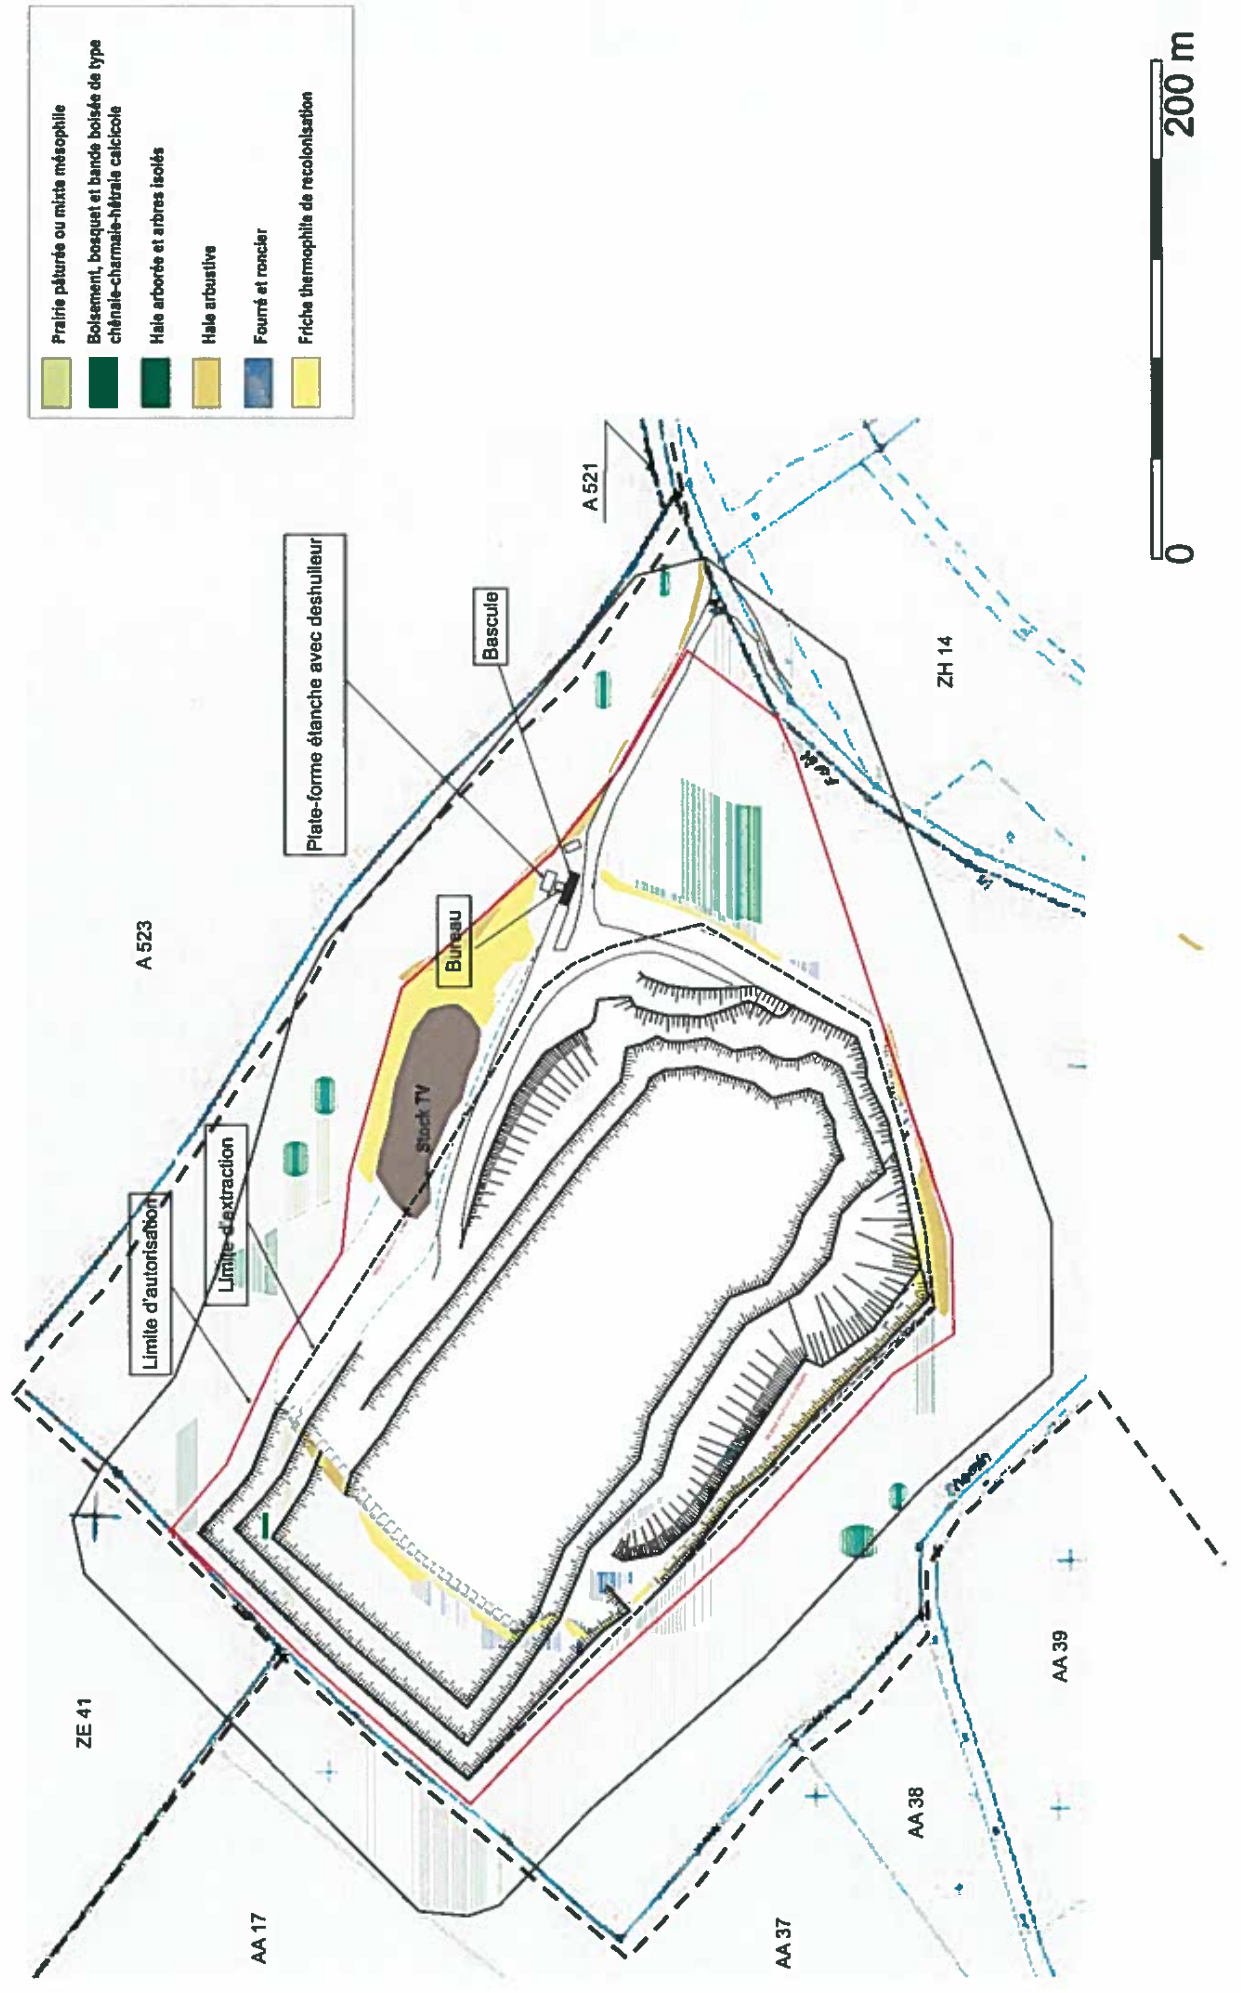 Prairie pâturée ou mixte mésophile
Boisement, bosquet et bande boisée de type
chênaie-charmaie-hêtraie calcicole
Haie arborée et arbres isolés
Haie arbustive
Fourré et roncier
Friche thermophile de recolonisation
A 521
Plate-forme étanche avec deshuileur
Bascule
Bureau
A 523
Limite d'autorisation
Limite d'extraction
Stock TV
ZH 14
Forêt
Chemin
ZE 41
AA 17
AA 37
AA 38
AA 39
0
200 m